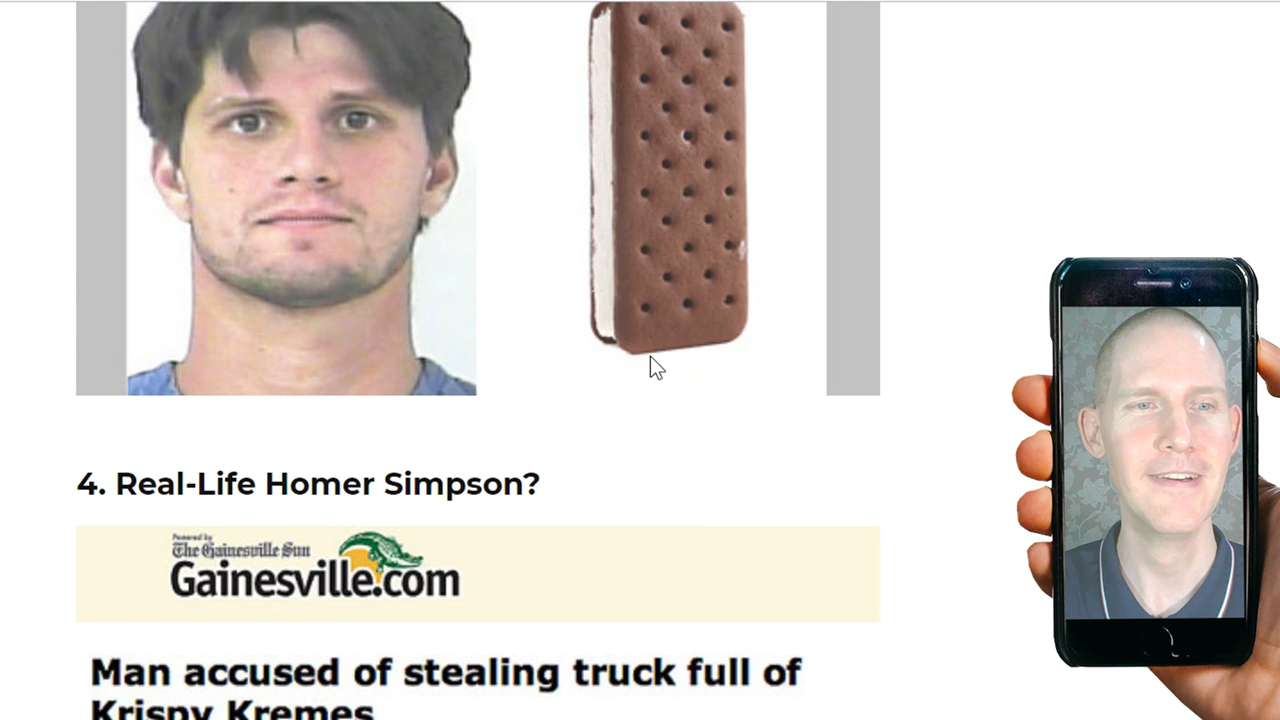 4. Real-Life Homer Simpson?
Powered by
The Gainesville Sun
Gainesville.com
Man accused of stealing truck full of
Krispy Kremes